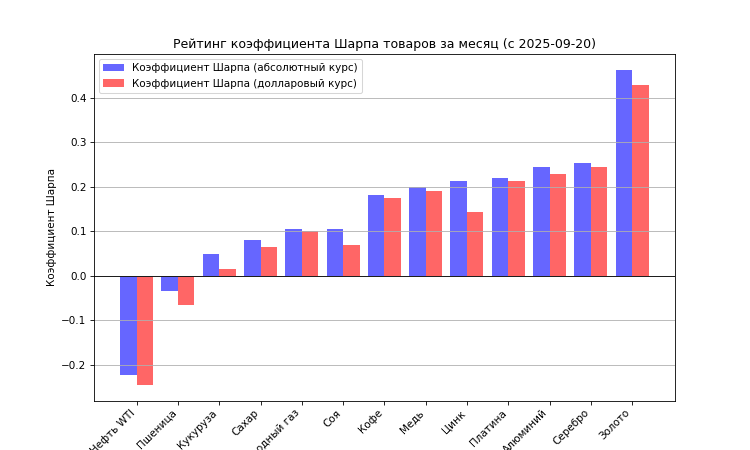 Рейтинг коэффициента Шарпа товаров за месяц (с 2025-09-20)
Коэффициент Шарпа (абсолютный курс)
Коэффициент Шарпа (долларовый курс)
Коэффициент Шарпа
0.4
0.3
0.2
0.1
0.0
−0.1
−0.2
Нефть WTI
Пшеница
Кукуруза
Сахар
газ
Соя
Кофе
Медь
Цинк
Платина
Алюминий
Серебро
Золото